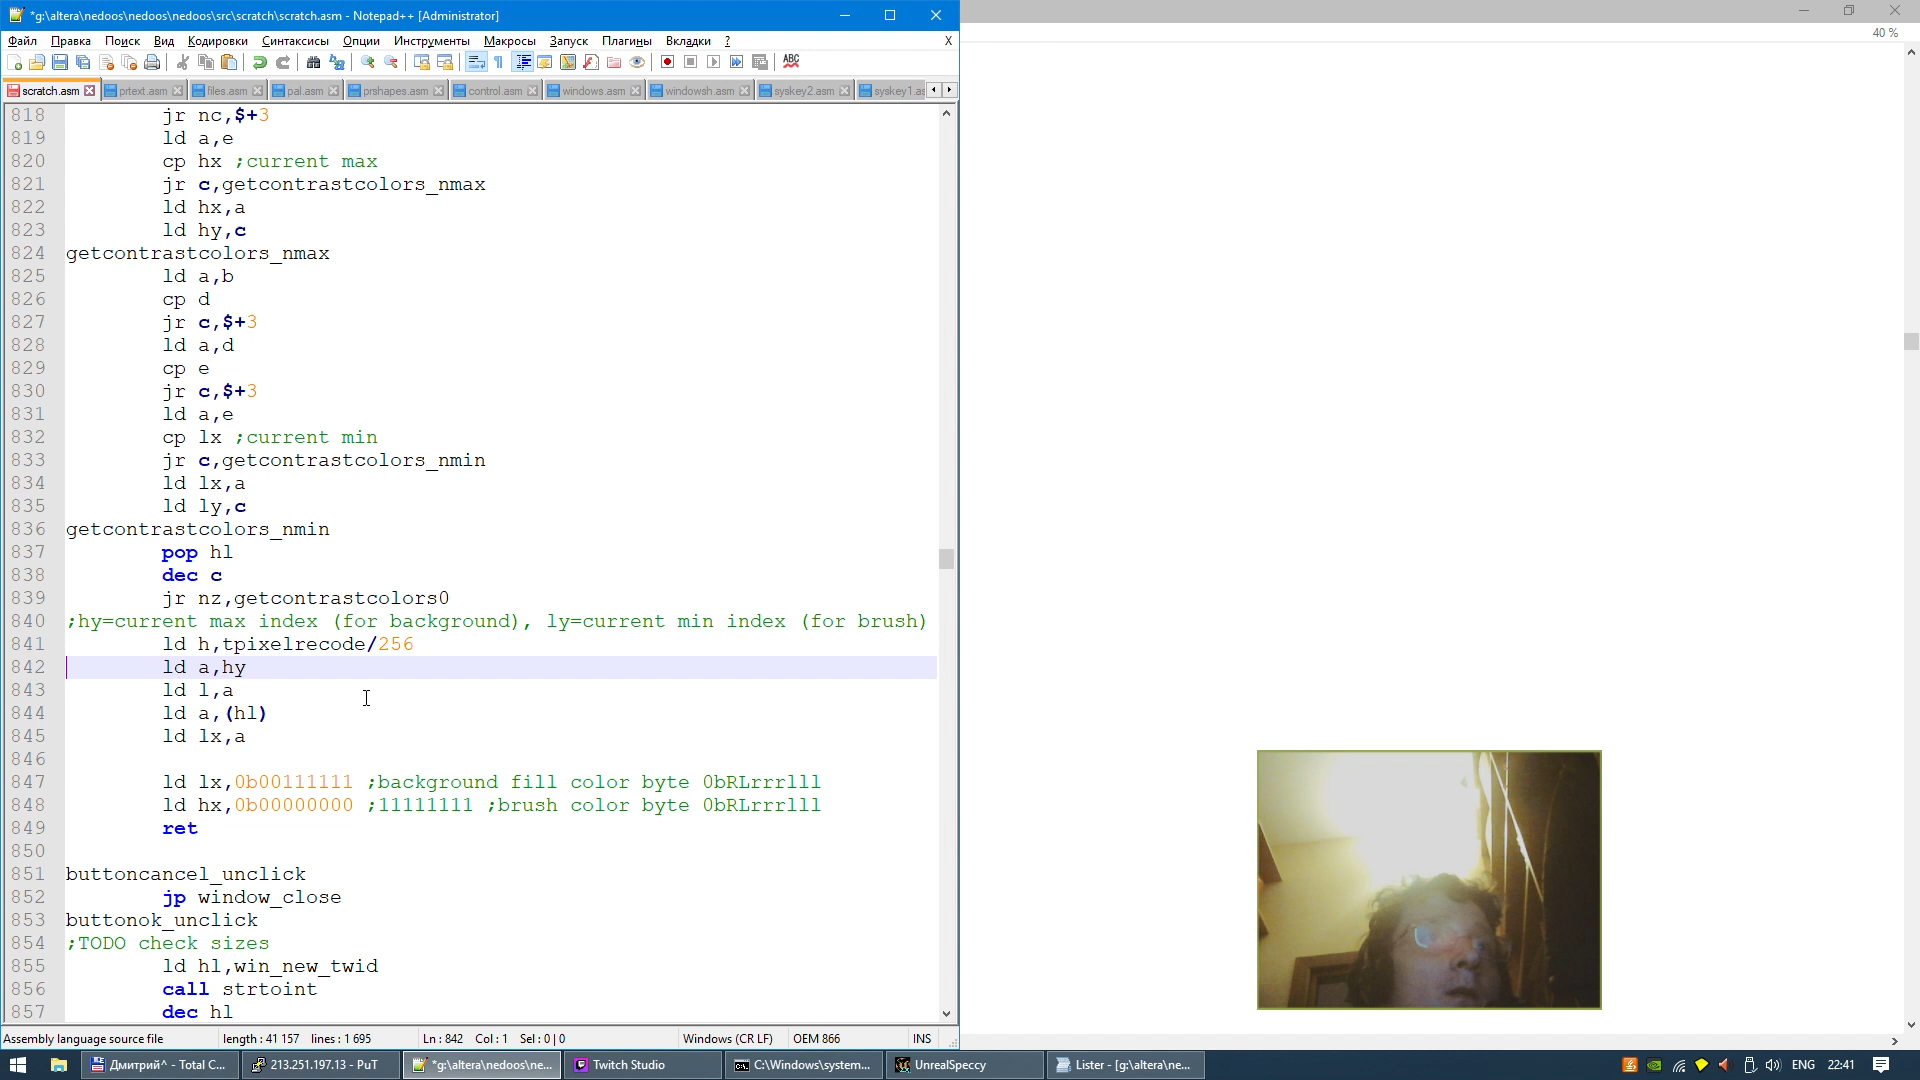 *g:\altera\nedoos\nedoos\nedoos\src\scratch\scratch.asm - Notepad++ [Administrator]
40 %
Файл Правка Поиск Вид Кодировки Синтаксисы Опции Инструменты Макросы Запуск Плагины Вкладки ? X
ABC
scratch.asm prtext.asm files.asm pal.asm prshapes.asm control.asm windows.asm windowsh.asm syskey2.asm syskey1.as
818 jr nc,$+3
819 ld a,e
820 cp hx ;current max
821 jr c,getcontrastcolors_nmax
822 ld hx,a
823 ld hy,c
824 getcontrastcolors_nmax
825 ld a,b
826 cp d
827 jr c,$+3
828 ld a,d
829 cp e
830 jr c,$+3
831 ld a,e
832 cp lx ;current min
833 jr c,getcontrastcolors_nmin
834 ld lx,a
835 ld ly,c
836 getcontrastcolors_nmin
837 pop hl
838 dec c
839 jr nz,getcontrastcolors0
840 ;hy=current max index (for background), ly=current min index (for brush)
841 ld h,tpixelrecode/256
842 ld a,hy
843 ld l,a
844 ld a,(hl)
845 ld lx,a
846
847 ld lx,0b00111111 ;background fill color byte 0bRLrrrlll
848 ld hx,0b00000000 ;11111111 ;brush color byte 0bRLrrrlll
849 ret
850
851 buttoncancel_unclick
852 jp window_close
853 buttonok_unclick
854 ;TODO check sizes
855 ld hl,win_new_twid
856 call strtoint
857 dec hl
Assembly language source file length : 41 157 lines : 1 695 Ln : 842 Col : 1 Sel : 0 | 0 Windows (CR LF) OEM 866 INS
Дмитрий^ - Total C... 213.251.197.13 - PuT *g:\altera\nedoos\ne... Twitch Studio C:\Windows\system... UnrealSpeccy Lister - [g:\altera\ne... ENG 22:41